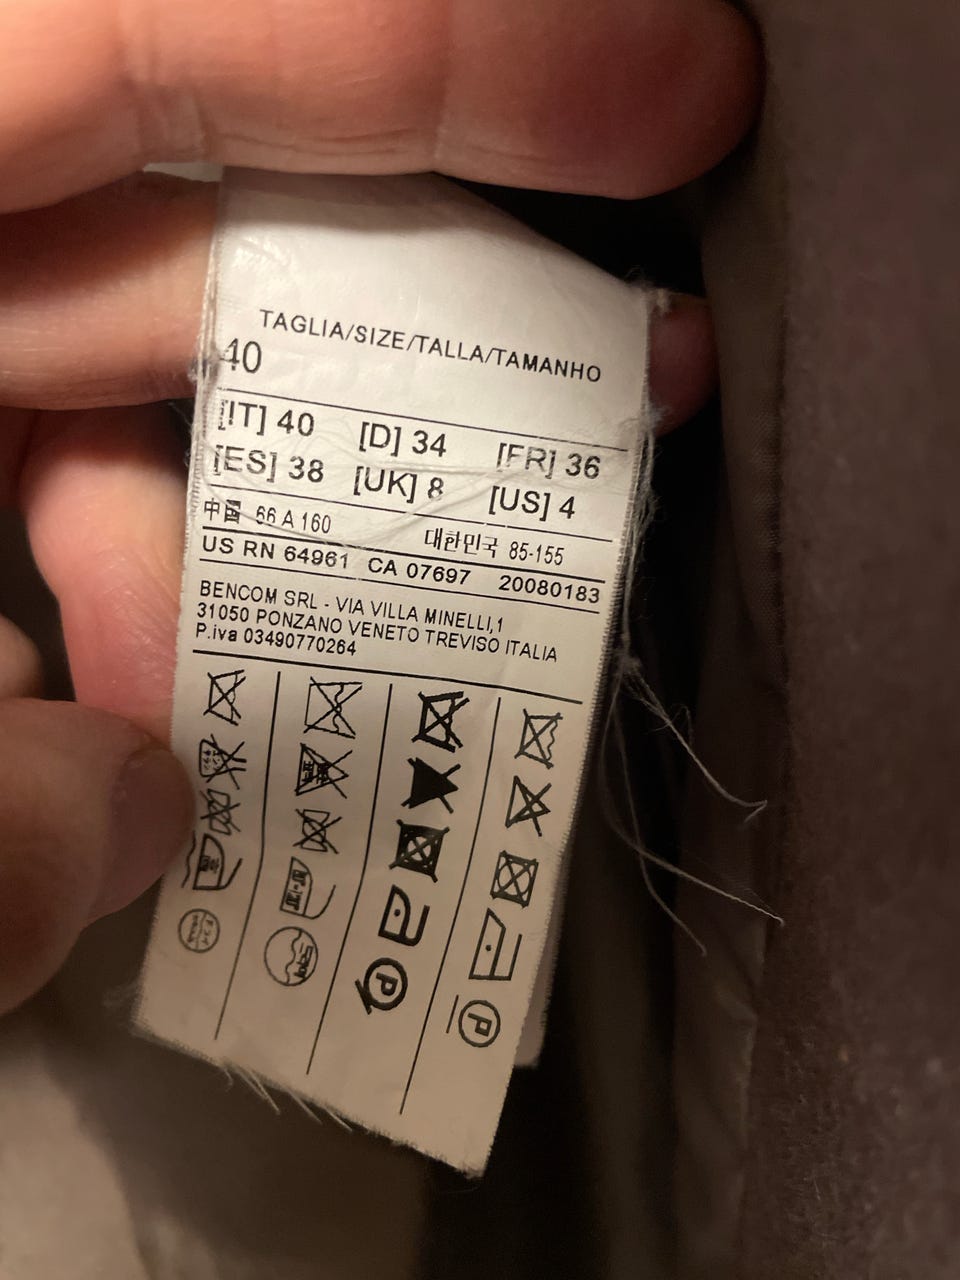 TAGLIA/SIZE/TALLA/TAMANHO
40
[IT] 40 [D] 34 [FR] 36
[ES] 38 [UK] 8 [US] 4
中国 66 A 160 대한민국 85-155
US RN 64961 CA 07697 20080183
BENCOM SRL - VIA VILLA MINELLI,1
31050 PONZANO VENETO TREVISO ITALIA
P.iva 03490770264
P
P